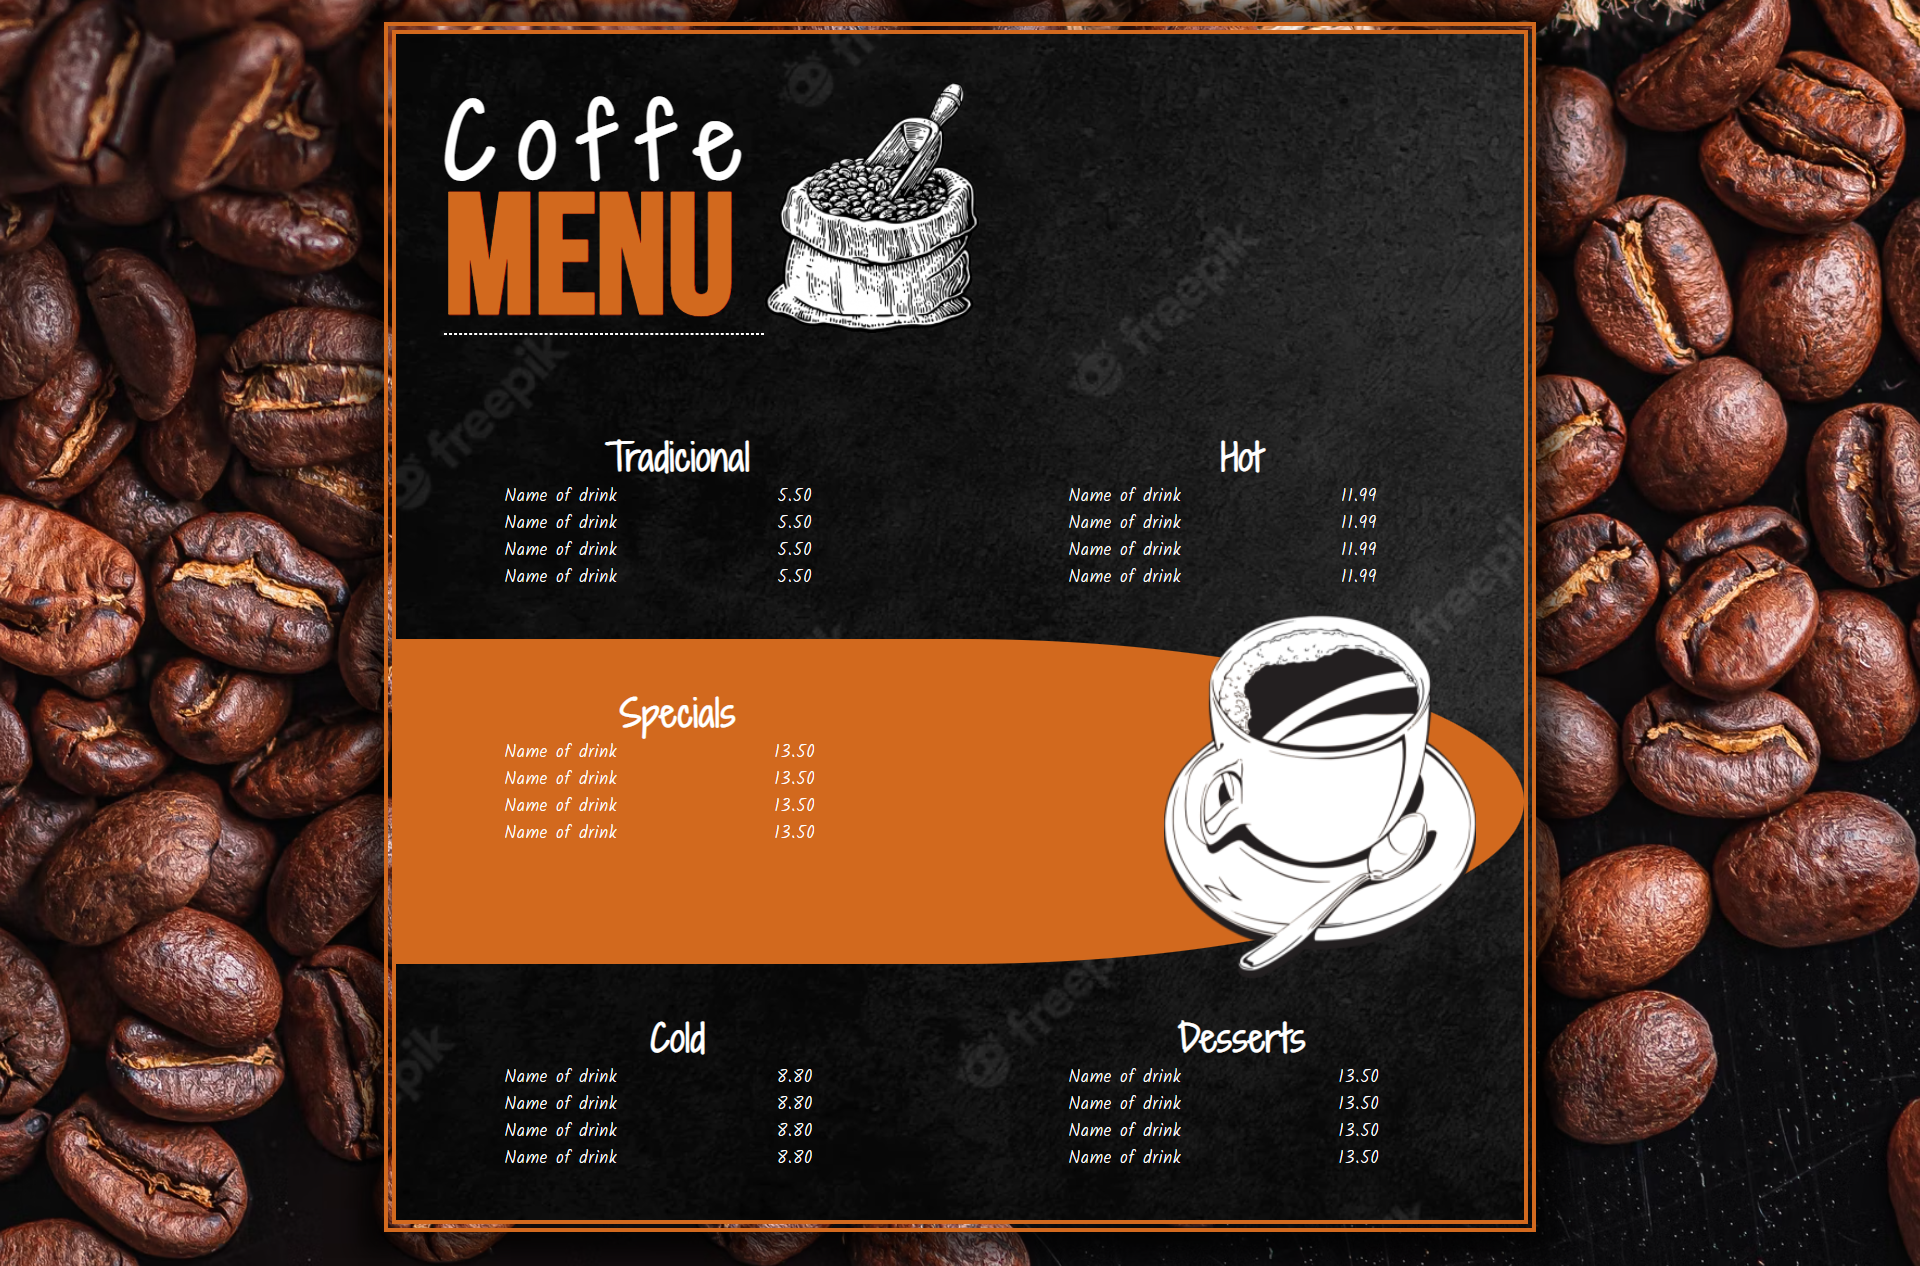 Coffe
MENU
Tradicional
Name of drink 5.50
Name of drink 5.50
Name of drink 5.50
Name of drink 5.50
Hot
Name of drink 11.99
Name of drink 11.99
Name of drink 11.99
Name of drink 11.99
Specials
Name of drink 13.50
Name of drink 13.50
Name of drink 13.50
Name of drink 13.50
Cold
Name of drink 8.80
Name of drink 8.80
Name of drink 8.80
Name of drink 8.80
Desserts
Name of drink 13.50
Name of drink 13.50
Name of drink 13.50
Name of drink 13.50
freepik
freepik